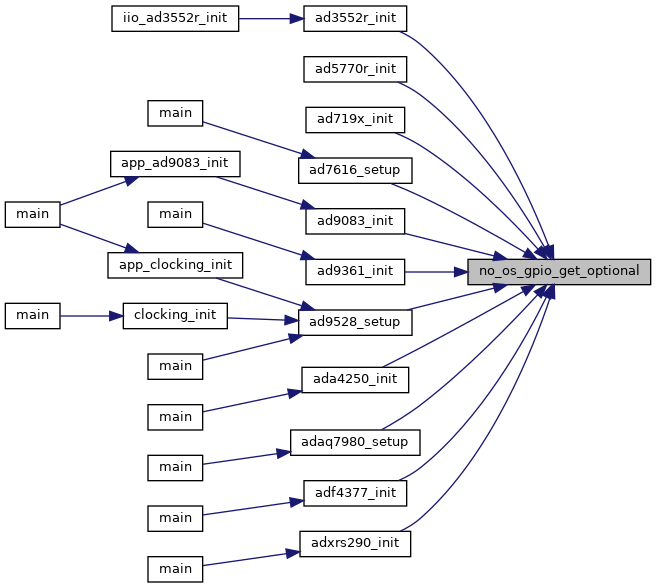 iio_ad3552r_init
ad3552r_init
ad5770r_init
main
ad719x_init
app_ad9083_init
ad7616_setup
main
main
ad9083_init
app_clocking_init
ad9361_init
no_os_gpio_get_optional
main
clocking_init
ad9528_setup
main
ada4250_init
main
adaq7980_setup
main
adf4377_init
main
adxrs290_init
main